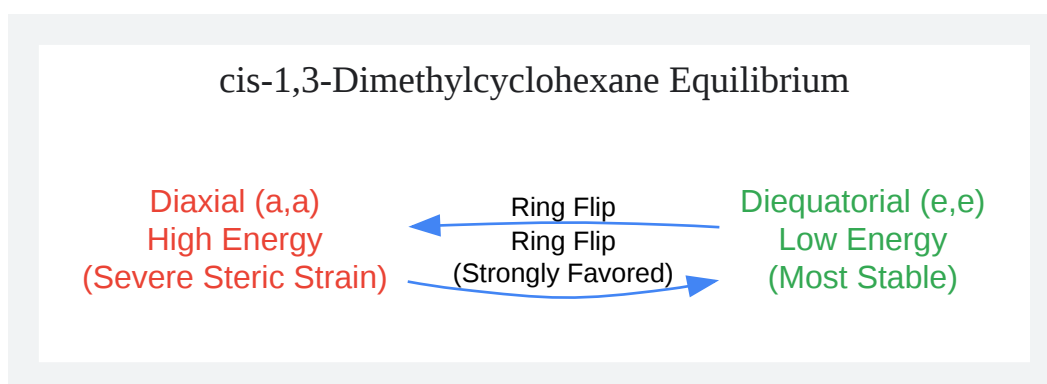 cis-1,3-Dimethylcyclohexane Equilibrium
Diaxial (a,a)
High Energy
(Severe Steric Strain)
Ring Flip
Ring Flip
(Strongly Favored)
Diequatorial (e,e)
Low Energy
(Most Stable)